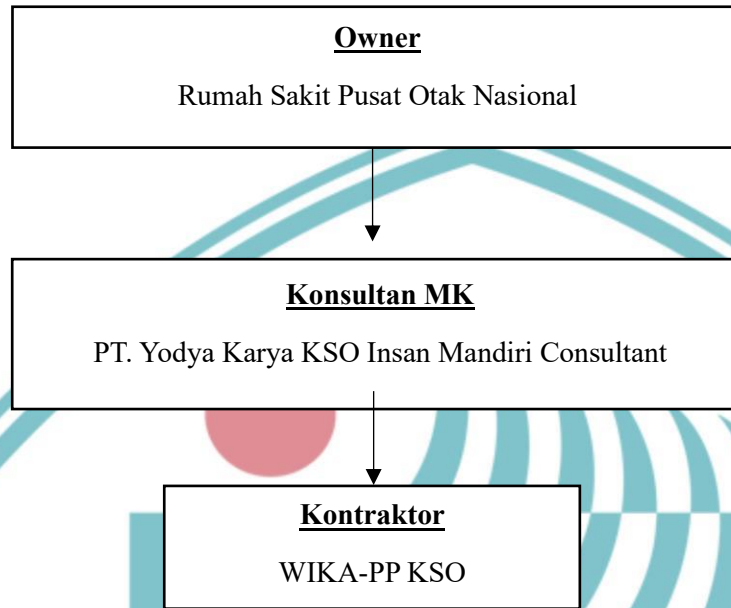 Owner
Rumah Sakit Pusat Otak Nasional
Konsultan MK
PT. Yodya Karya KSO Insan Mandiri Consultant
Kontraktor
WIKA-PP KSO